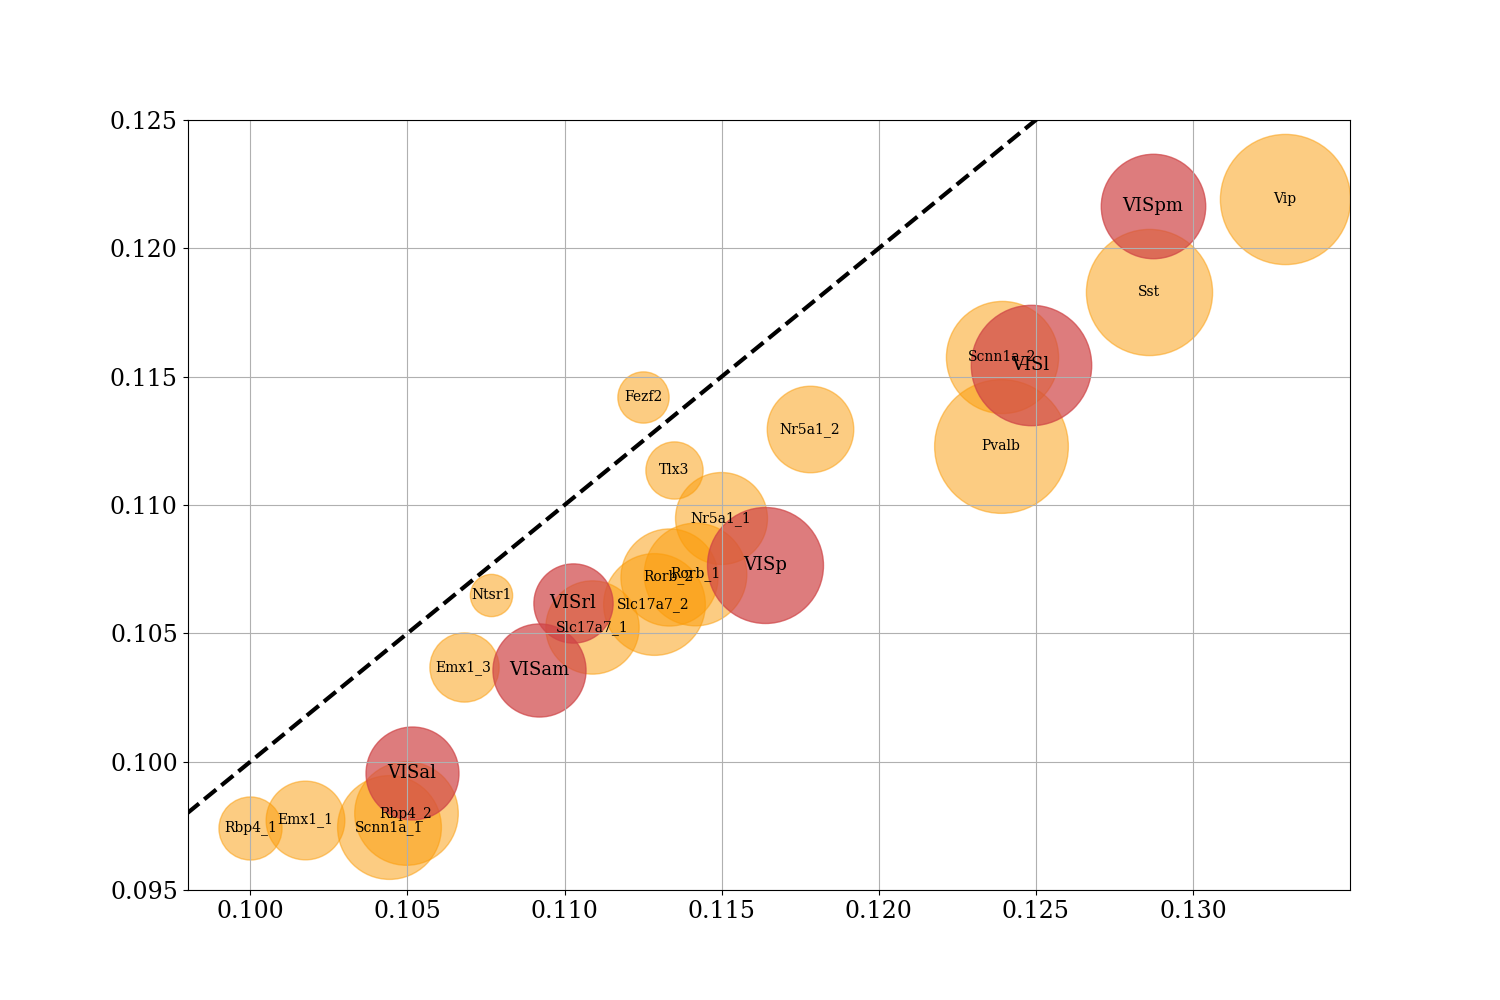 0.125
0.120
0.115
0.110
0.105
0.100
0.095
Vip
VISpm
Sst
Scnn1a_2
VISl
Fezf2
Nr5a1_2
Pvalb
Tlx3
Nr5a1_1
VISp
Rorb_2
Rorb_1
Ntsr1
VISrl
Slc17a7_2
Slc17a7_1
Emx1_3
VISam
VISal
Rbp4_2
Rbp4_1
Emx1_1
Scnn1a_1
0.100 0.105 0.110 0.115 0.120 0.125 0.130